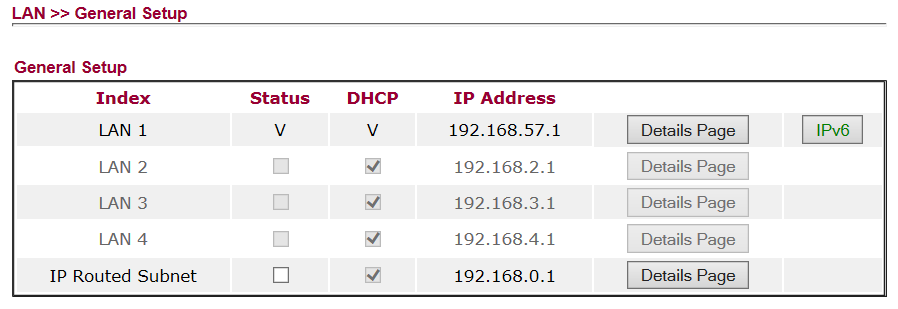 LAN >> General Setup
General Setup
Index Status DHCP IP Address
LAN 1 V V 192.168.57.1 Details Page IPv6
LAN 2 192.168.2.1 Details Page
LAN 3 192.168.3.1 Details Page
LAN 4 192.168.4.1 Details Page
IP Routed Subnet 192.168.0.1 Details Page